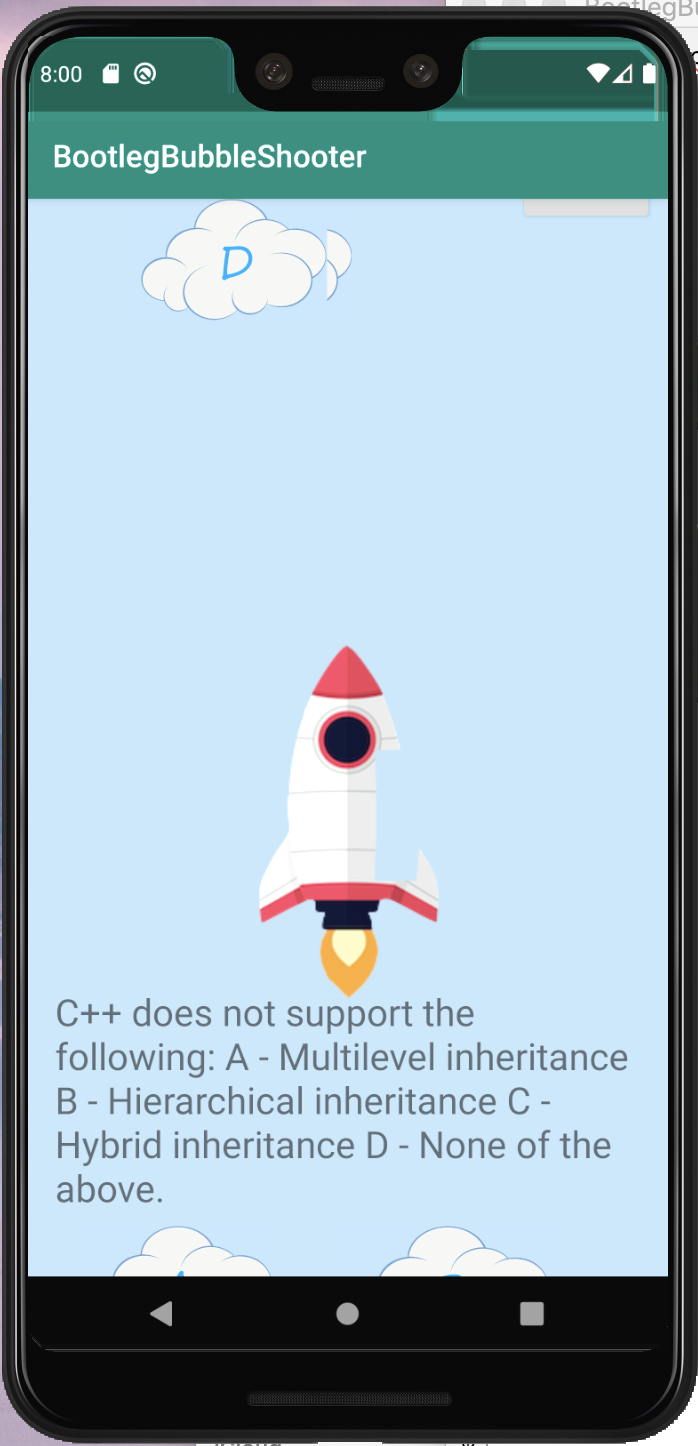 8:00
BootlegBubbleShooter
D
C++ does not support the
following: A - Multilevel inheritance
B - Hierarchical inheritance C -
Hybrid inheritance D - None of the
above.